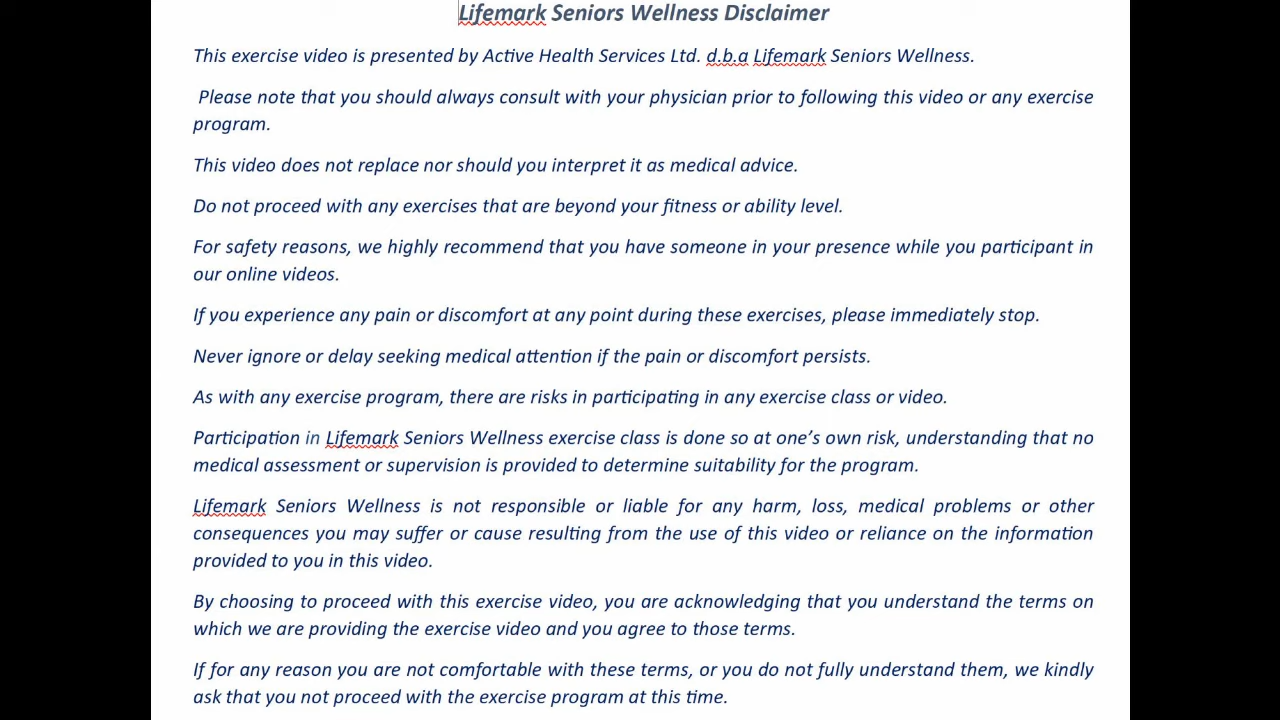 Lifemark Seniors Wellness Disclaimer
This exercise video is presented by Active Health Services Ltd. d.b.a Lifemark Seniors Wellness.
Please note that you should always consult with your physician prior to following this video or any exercise
program.
This video does not replace nor should you interpret it as medical advice.
Do not proceed with any exercises that are beyond your fitness or ability level.
For safety reasons, we highly recommend that you have someone in your presence while you participant in
our online videos.
If you experience any pain or discomfort at any point during these exercises, please immediately stop.
Never ignore or delay seeking medical attention if the pain or discomfort persists.
As with any exercise program, there are risks in participating in any exercise class or video.
Participation in Lifemark Seniors Wellness exercise class is done so at one’s own risk, understanding that no
medical assessment or supervision is provided to determine suitability for the program.
Lifemark Seniors Wellness is not responsible or liable for any harm, loss, medical problems or other
consequences you may suffer or cause resulting from the use of this video or reliance on the information
provided to you in this video.
By choosing to proceed with this exercise video, you are acknowledging that you understand the terms on
which we are providing the exercise video and you agree to those terms.
If for any reason you are not comfortable with these terms, or you do not fully understand them, we kindly
ask that you not proceed with the exercise program at this time.